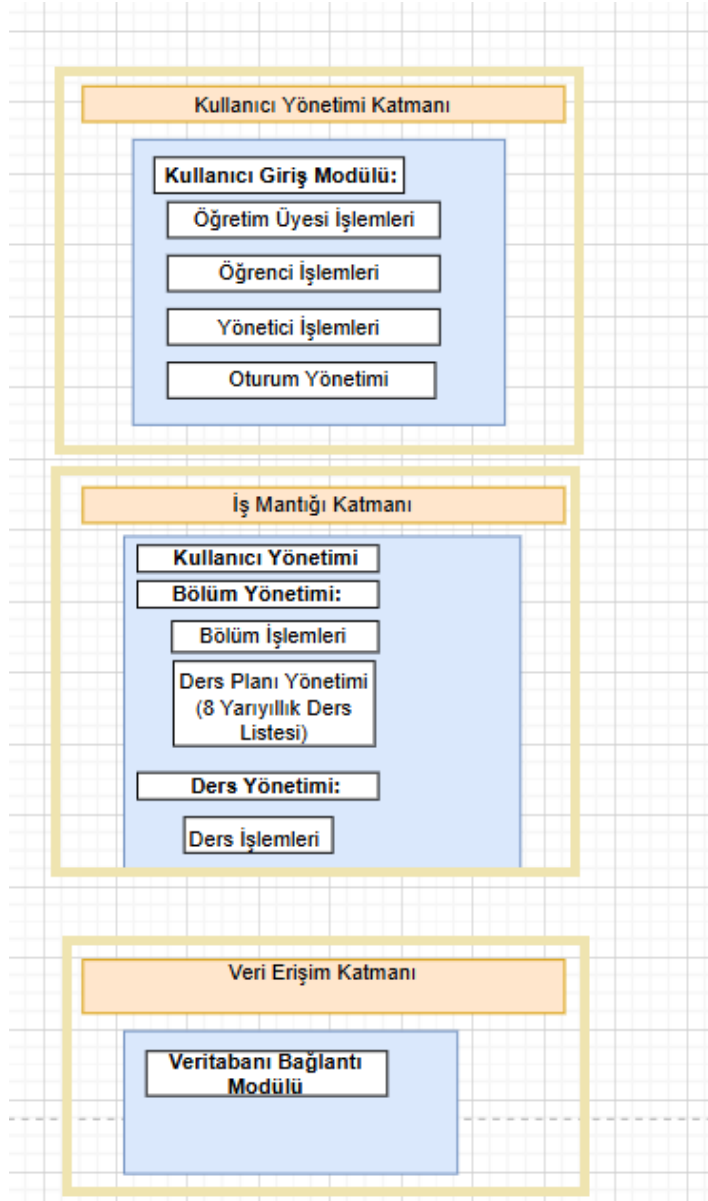 Kullanıcı Yönetimi Katmanı
Kullanıcı Giriş Modülü:
Öğretim Üyesi İşlemleri
Öğrenci İşlemleri
Yönetici İşlemleri
Oturum Yönetimi
İş Mantığı Katmanı
Kullanıcı Yönetimi
Bölüm Yönetimi:
Bölüm İşlemleri
Ders Planı Yönetimi
(8 Yarıyıllık Ders
Listesi)
Ders Yönetimi:
Ders İşlemleri
Veri Erişim Katmanı
Veritabanı Bağlantı
Modülü